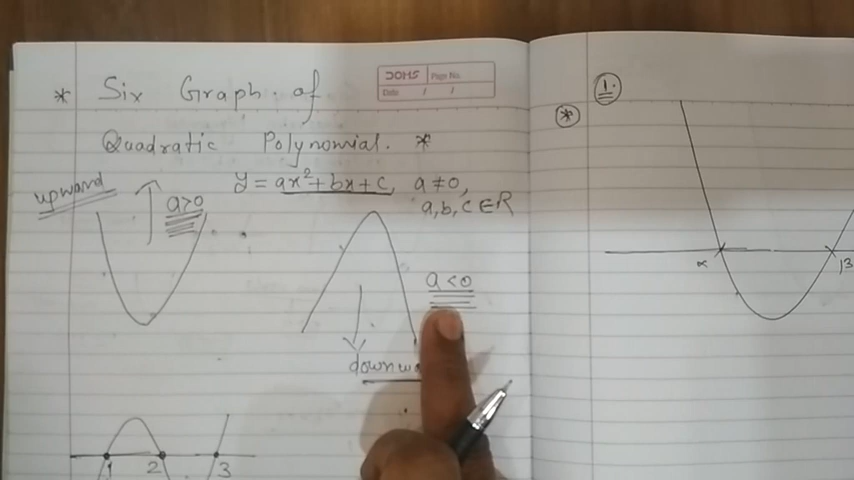 * Six Graph of
DOMS Page No.
Date / /
Quadratic Polynomial. *
y = ax²+bx+c, a ≠ 0,
a, b, c ∈ R
upward
a>0
a<0
1 2 3
1.
*
α β